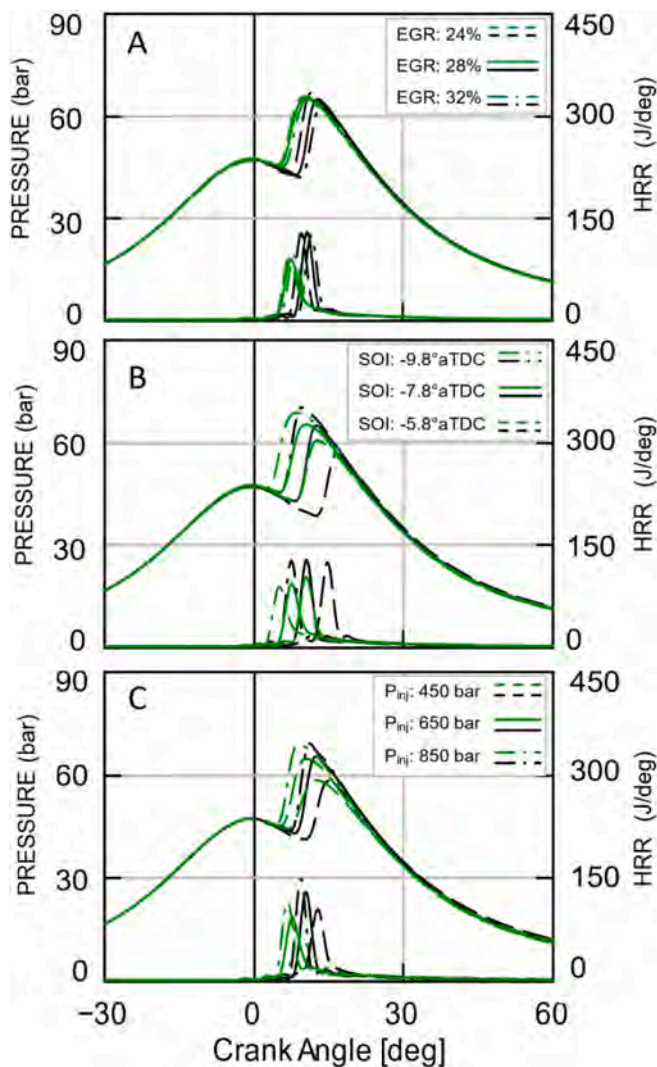 A
EGR: 24%
EGR: 28%
EGR: 32%
PRESSURE (bar)
90
60
30
0
HRR (J/deg)
450
300
150
0
B
SOI: -9.8°aTDC
SOI: -7.8°aTDC
SOI: -5.8°aTDC
PRESSURE (bar)
90
60
30
0
HRR (J/deg)
450
300
150
0
C
Pinj: 450 bar
Pinj: 650 bar
Pinj: 850 bar
PRESSURE (bar)
90
60
30
0
HRR (J/deg)
450
300
150
0
−30 0 30 60
Crank Angle [deg]